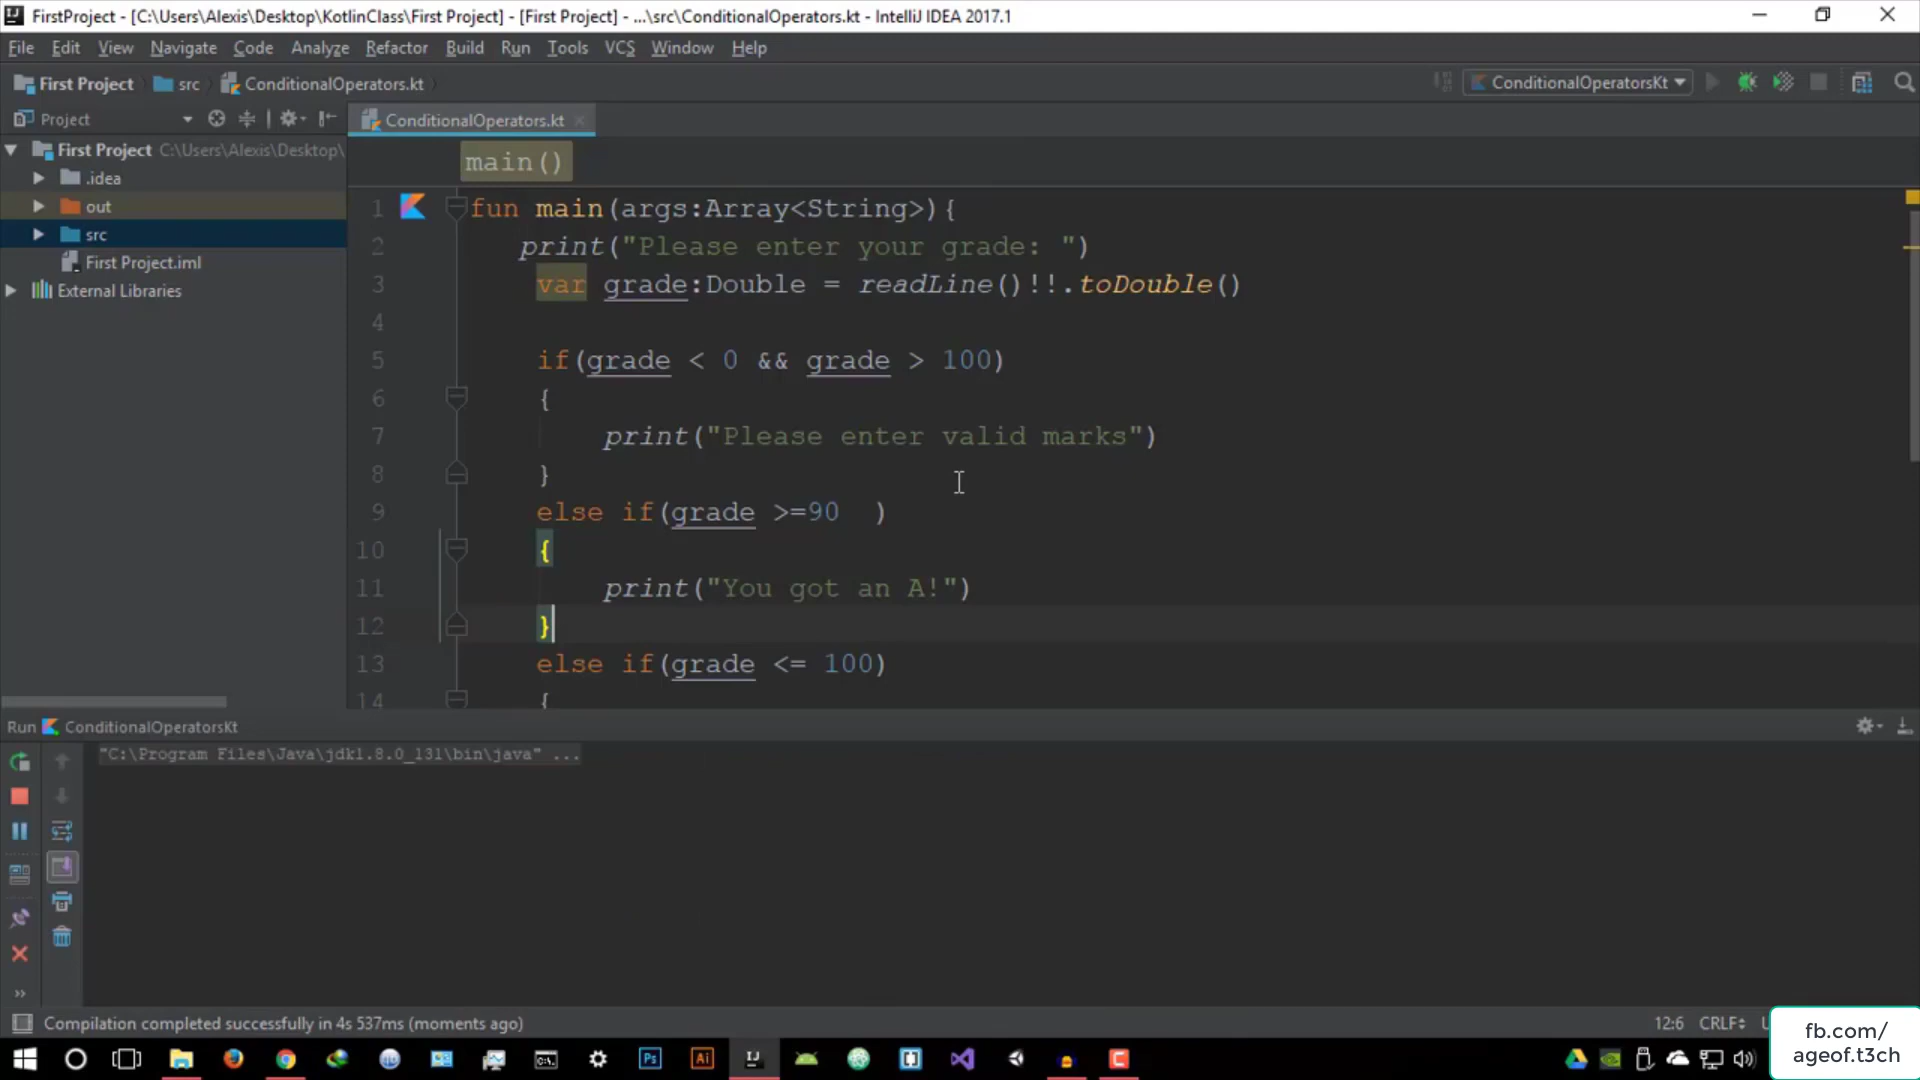 FirstProject - [C:\Users\Alexis\Desktop\KotlinClass\First Project] - [First Project] - ...\src\ConditionalOperators.kt - IntelliJ IDEA 2017.1
File Edit View Navigate Code Analyze Refactor Build Run Tools VCS Window Help
First Project src ConditionalOperators.kt
ConditionalOperatorsKt
Project
ConditionalOperators.kt
First Project C:\Users\Alexis\Desktop\
.idea
out
src
First Project.iml
External Libraries
main()
1 fun main(args:Array<String>){
2 print("Please enter your grade: ")
3 var grade:Double = readLine()!!.toDouble()
4
5 if(grade < 0 && grade > 100)
6 {
7 print("Please enter valid marks")
8 }
9 else if(grade >=90 )
10 {
11 print("You got an A!")
12 }
13 else if(grade <= 100)
14 {
Run ConditionalOperatorsKt
"C:\Program Files\Java\jdk1.8.0_131\bin\java" ...
Compilation completed successfully in 4s 537ms (moments ago)
12:6 CRLF
fb.com/
ageof.t3ch